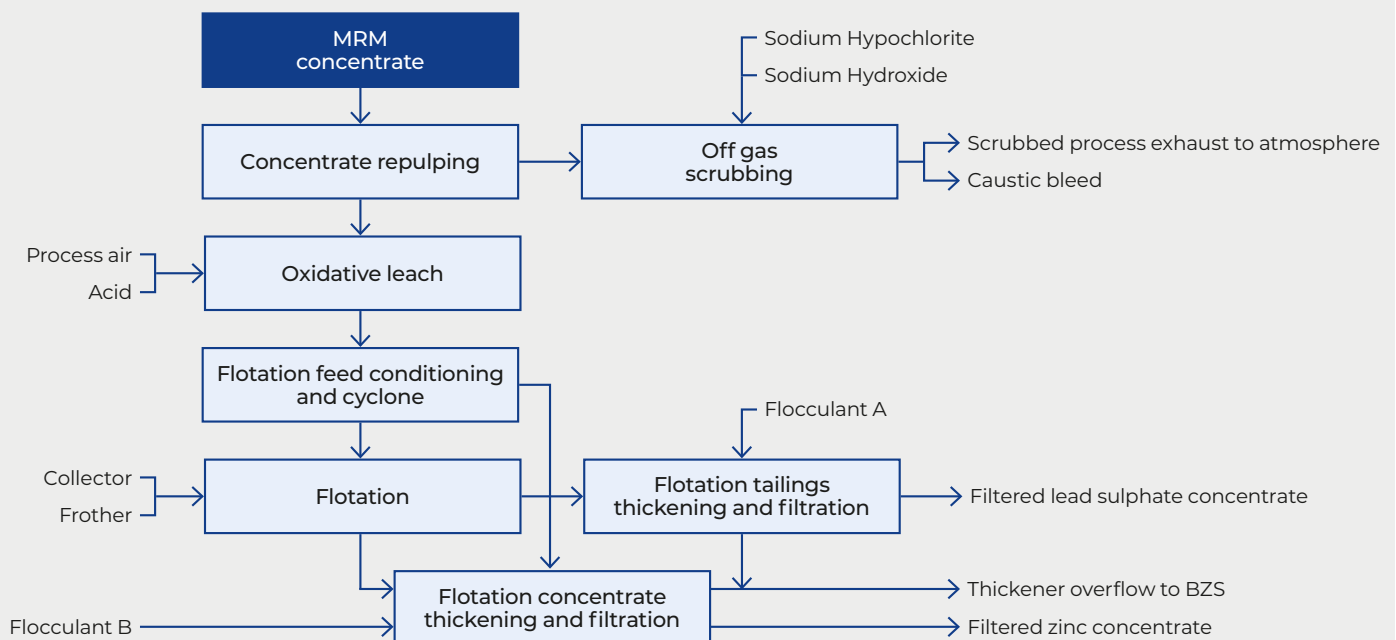 MRM
concentrate
Sodium Hypochlorite
Sodium Hydroxide
Concentrate repulping
Off gas
scrubbing
Scrubbed process exhaust to atmosphere
Caustic bleed
Process air
Acid
Oxidative leach
Flotation feed conditioning
and cyclone
Flocculant A
Collector
Frother
Flotation
Flotation tailings
thickening and filtration
Filtered lead sulphate concentrate
Flotation concentrate
thickening and filtration
Thickener overflow to BZS
Flocculant B
Filtered zinc concentrate